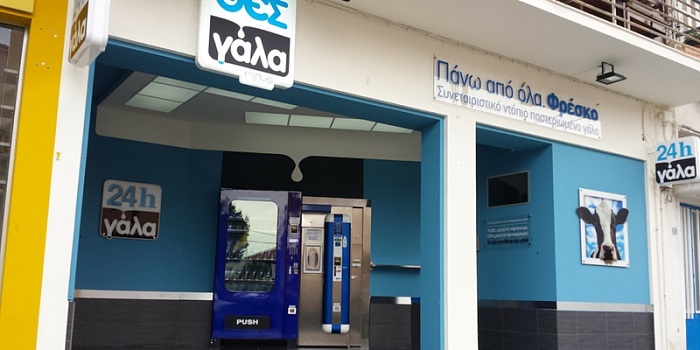 θες
γάλα
Πάνω από όλα. Φρέσκο
Συνεταιριστικό ντόπιο παστεριωμένο γάλα
24h
γάλα
24h
γάλα
PUSH